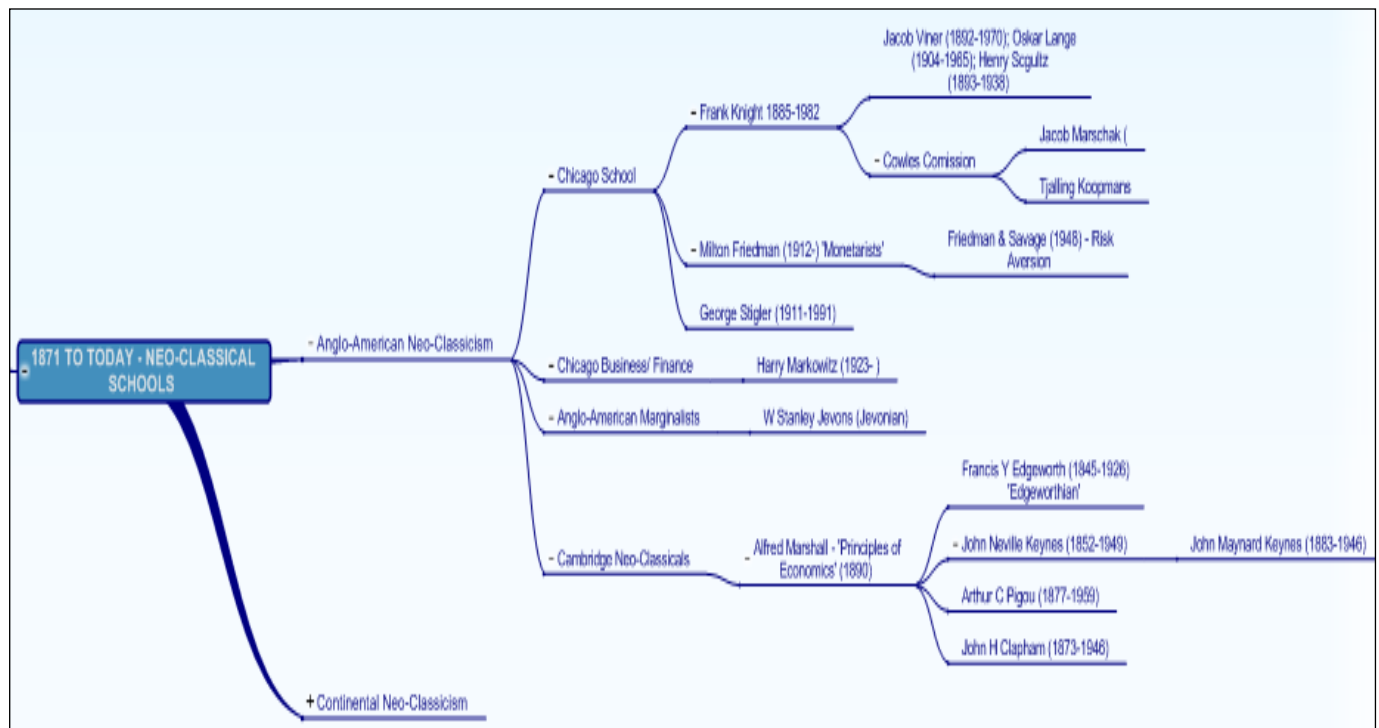 Jacob Viner (1892-1970); Oskar Lange
(1904-1965); Henry Scgultz
(1893-1938)
- Frank Knight 1885-1982
Jacob Marschak (
- Cowles Comission
- Chicago School
Tjalling Koopmans
Friedman & Savage (1948) - Risk
Aversion
- Milton Friedman (1912-) 'Monetarists'
George Stigler (1911-1991)
- Anglo-American Neo-Classicism
1871 TO TODAY - NEO-CLASSICAL
SCHOOLS
- Chicago Business/ Finance
Harry Markowitz (1923- )
- Anglo-American Marginalists
W Stanley Jevons (Jevonian)
Francis Y Edgeworth (1845-1926)
'Edgeworthian'
- John Neville Keynes (1852-1949)
John Maynard Keynes (1883-1946)
- Cambridge Neo-Classicals
- Alfred Marshall - 'Principles of
Economics' (1890)
Arthur C Pigou (1877-1959)
John H Clapham (1873-1946)
+ Continental Neo-Classicism